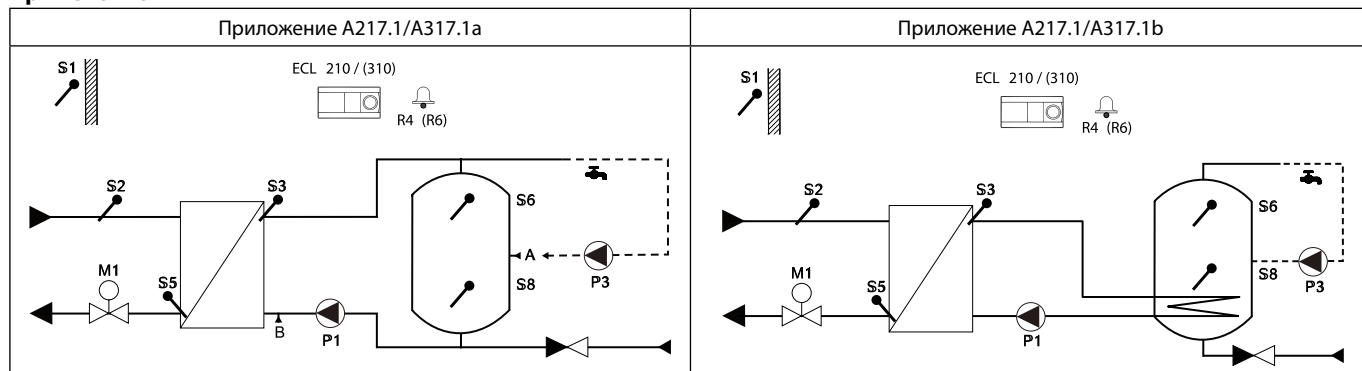 Приложение A217.1/A317.1a
S1
ECL 210 / (310)
R4 (R6)
S2
S3
S6
A
P3
S8
M1
S5
B
P1
Приложение A217.1/A317.1b
S1
ECL 210 / (310)
R4 (R6)
S2
S3
S6
S8
P3
M1
S5
P1